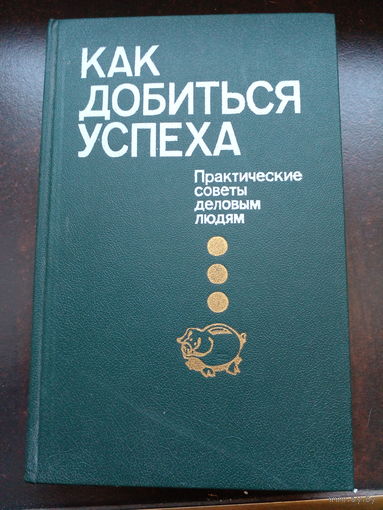 КАК
ДОБИТЬСЯ
УСПЕХА
Практические
советы
деловым
людям